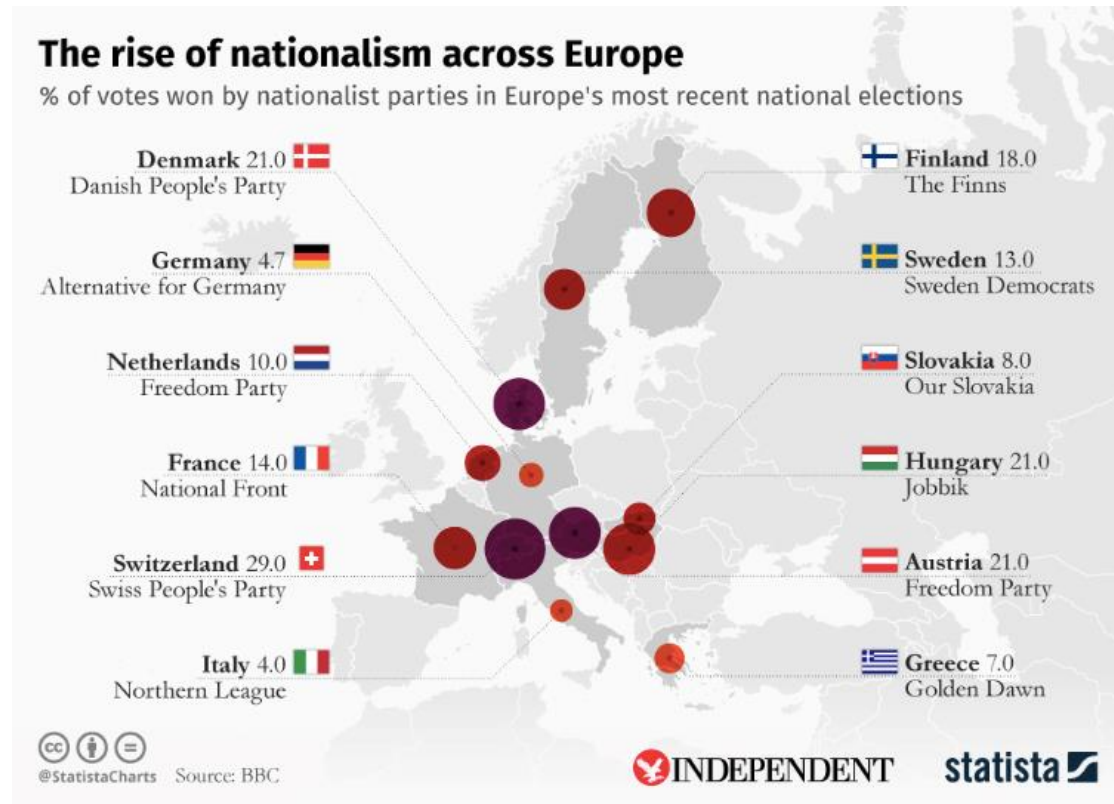 The rise of nationalism across Europe
% of votes won by nationalist parties in Europe's most recent national elections
Denmark 21.0
Danish People's Party
Germany 4.7
Alternative for Germany
Netherlands 10.0
Freedom Party
France 14.0
National Front
Switzerland 29.0
Swiss People's Party
Italy 4.0
Northern League
Finland 18.0
The Finns
Sweden 13.0
Sweden Democrats
Slovakia 8.0
Our Slovakia
Hungary 21.0
Jobbik
Austria 21.0
Freedom Party
Greece 7.0
Golden Dawn
cc
@StatistaCharts Source: BBC
INDEPENDENT
statista